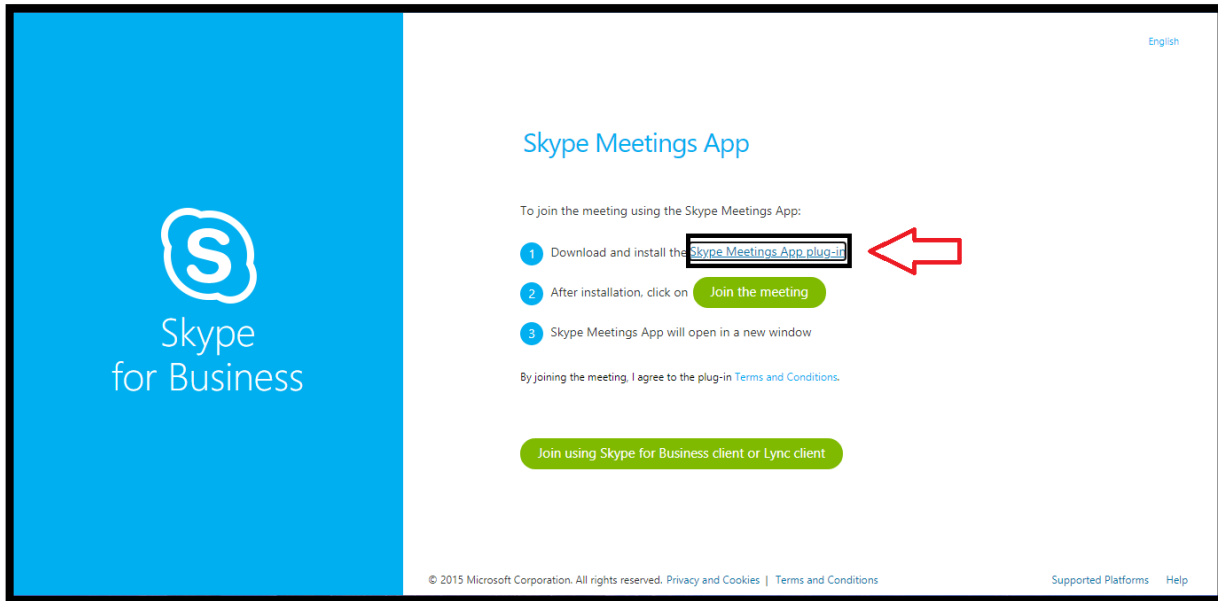 English
Skype Meetings App
To join the meeting using the Skype Meetings App:
1 Download and install the Skype Meetings App plug-in
2 After installation, click on Join the meeting
3 Skype Meetings App will open in a new window
By joining the meeting, I agree to the plug-in Terms and Conditions.
Join using Skype for Business client or Lync client
S
Skype
for Business
© 2015 Microsoft Corporation. All rights reserved. Privacy and Cookies | Terms and Conditions Supported Platforms Help